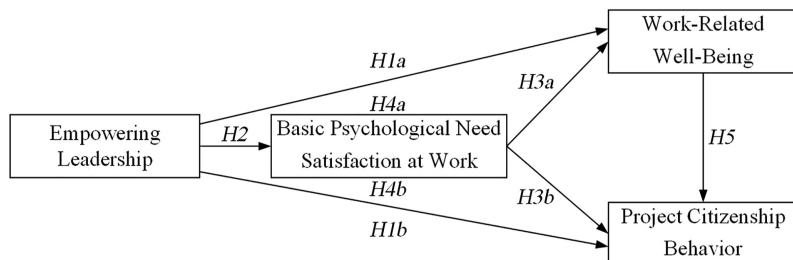 Work-Related
Well-Being
H1a
H3a
H4a
Empowering
Leadership
H2
Basic Psychological Need
Satisfaction at Work
H5
H4b
H3b
H1b
Project Citizenship
Behavior